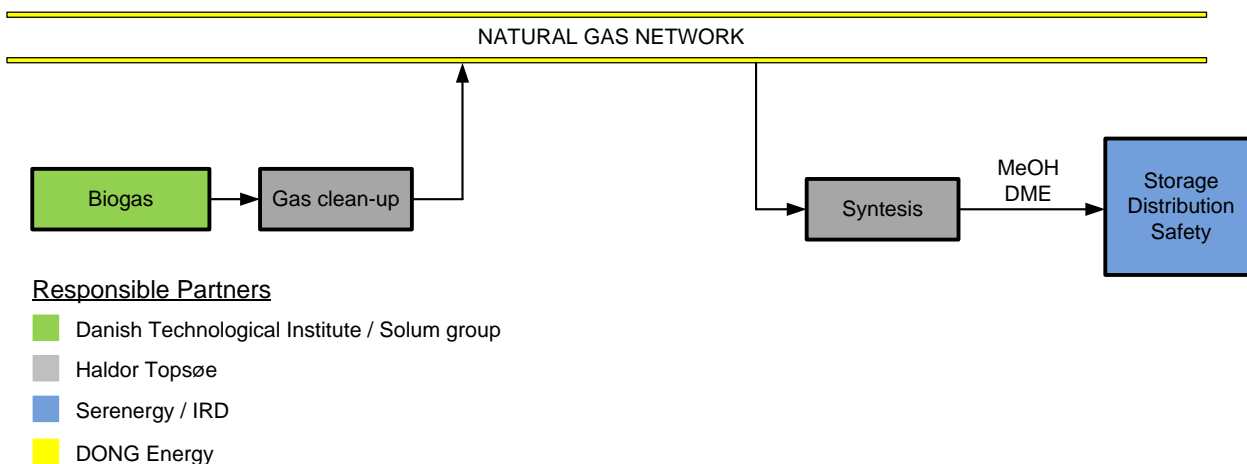 NATURAL GAS NETWORK
Biogas
Gas clean-up
Syntesis
MeOH
DME
Storage
Distribution
Safety
Responsible Partners
Danish Technological Institute / Solum group
Haldor Topsøe
Serenergy / IRD
DONG Energy